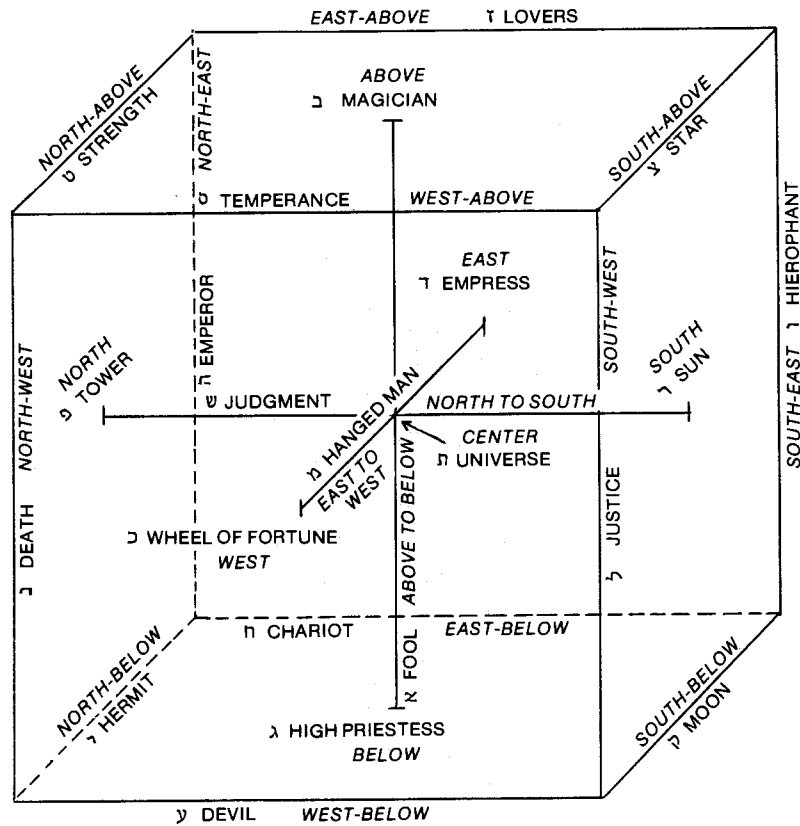 EAST-ABOVE ז LOVERS
NORTH-ABOVE
ט STRENGTH
NORTH-EAST
ABOVE
ב MAGICIAN
SOUTH-ABOVE
צ STAR
ס TEMPERANCE WEST-ABOVE
SOUTH-EAST ו HIEROPHANT
EAST
ד EMPRESS
SOUTH-WEST
ה EMPEROR
NORTH
פ TOWER
SOUTH
ר SUN
ש JUDGMENT
NORTH TO SOUTH
מ HANGED MAN
EAST TO
WEST
CENTER
ת UNIVERSE
נ DEATH NORTH-WEST
כ WHEEL OF FORTUNE
WEST
ל JUSTICE
א FOOL ABOVE TO BELOW
ח CHARIOT EAST-BELOW
NORTH-BELOW
י HERMIT
ג HIGH PRIESTESS
BELOW
SOUTH-BELOW
ק MOON
ע DEVIL WEST-BELOW